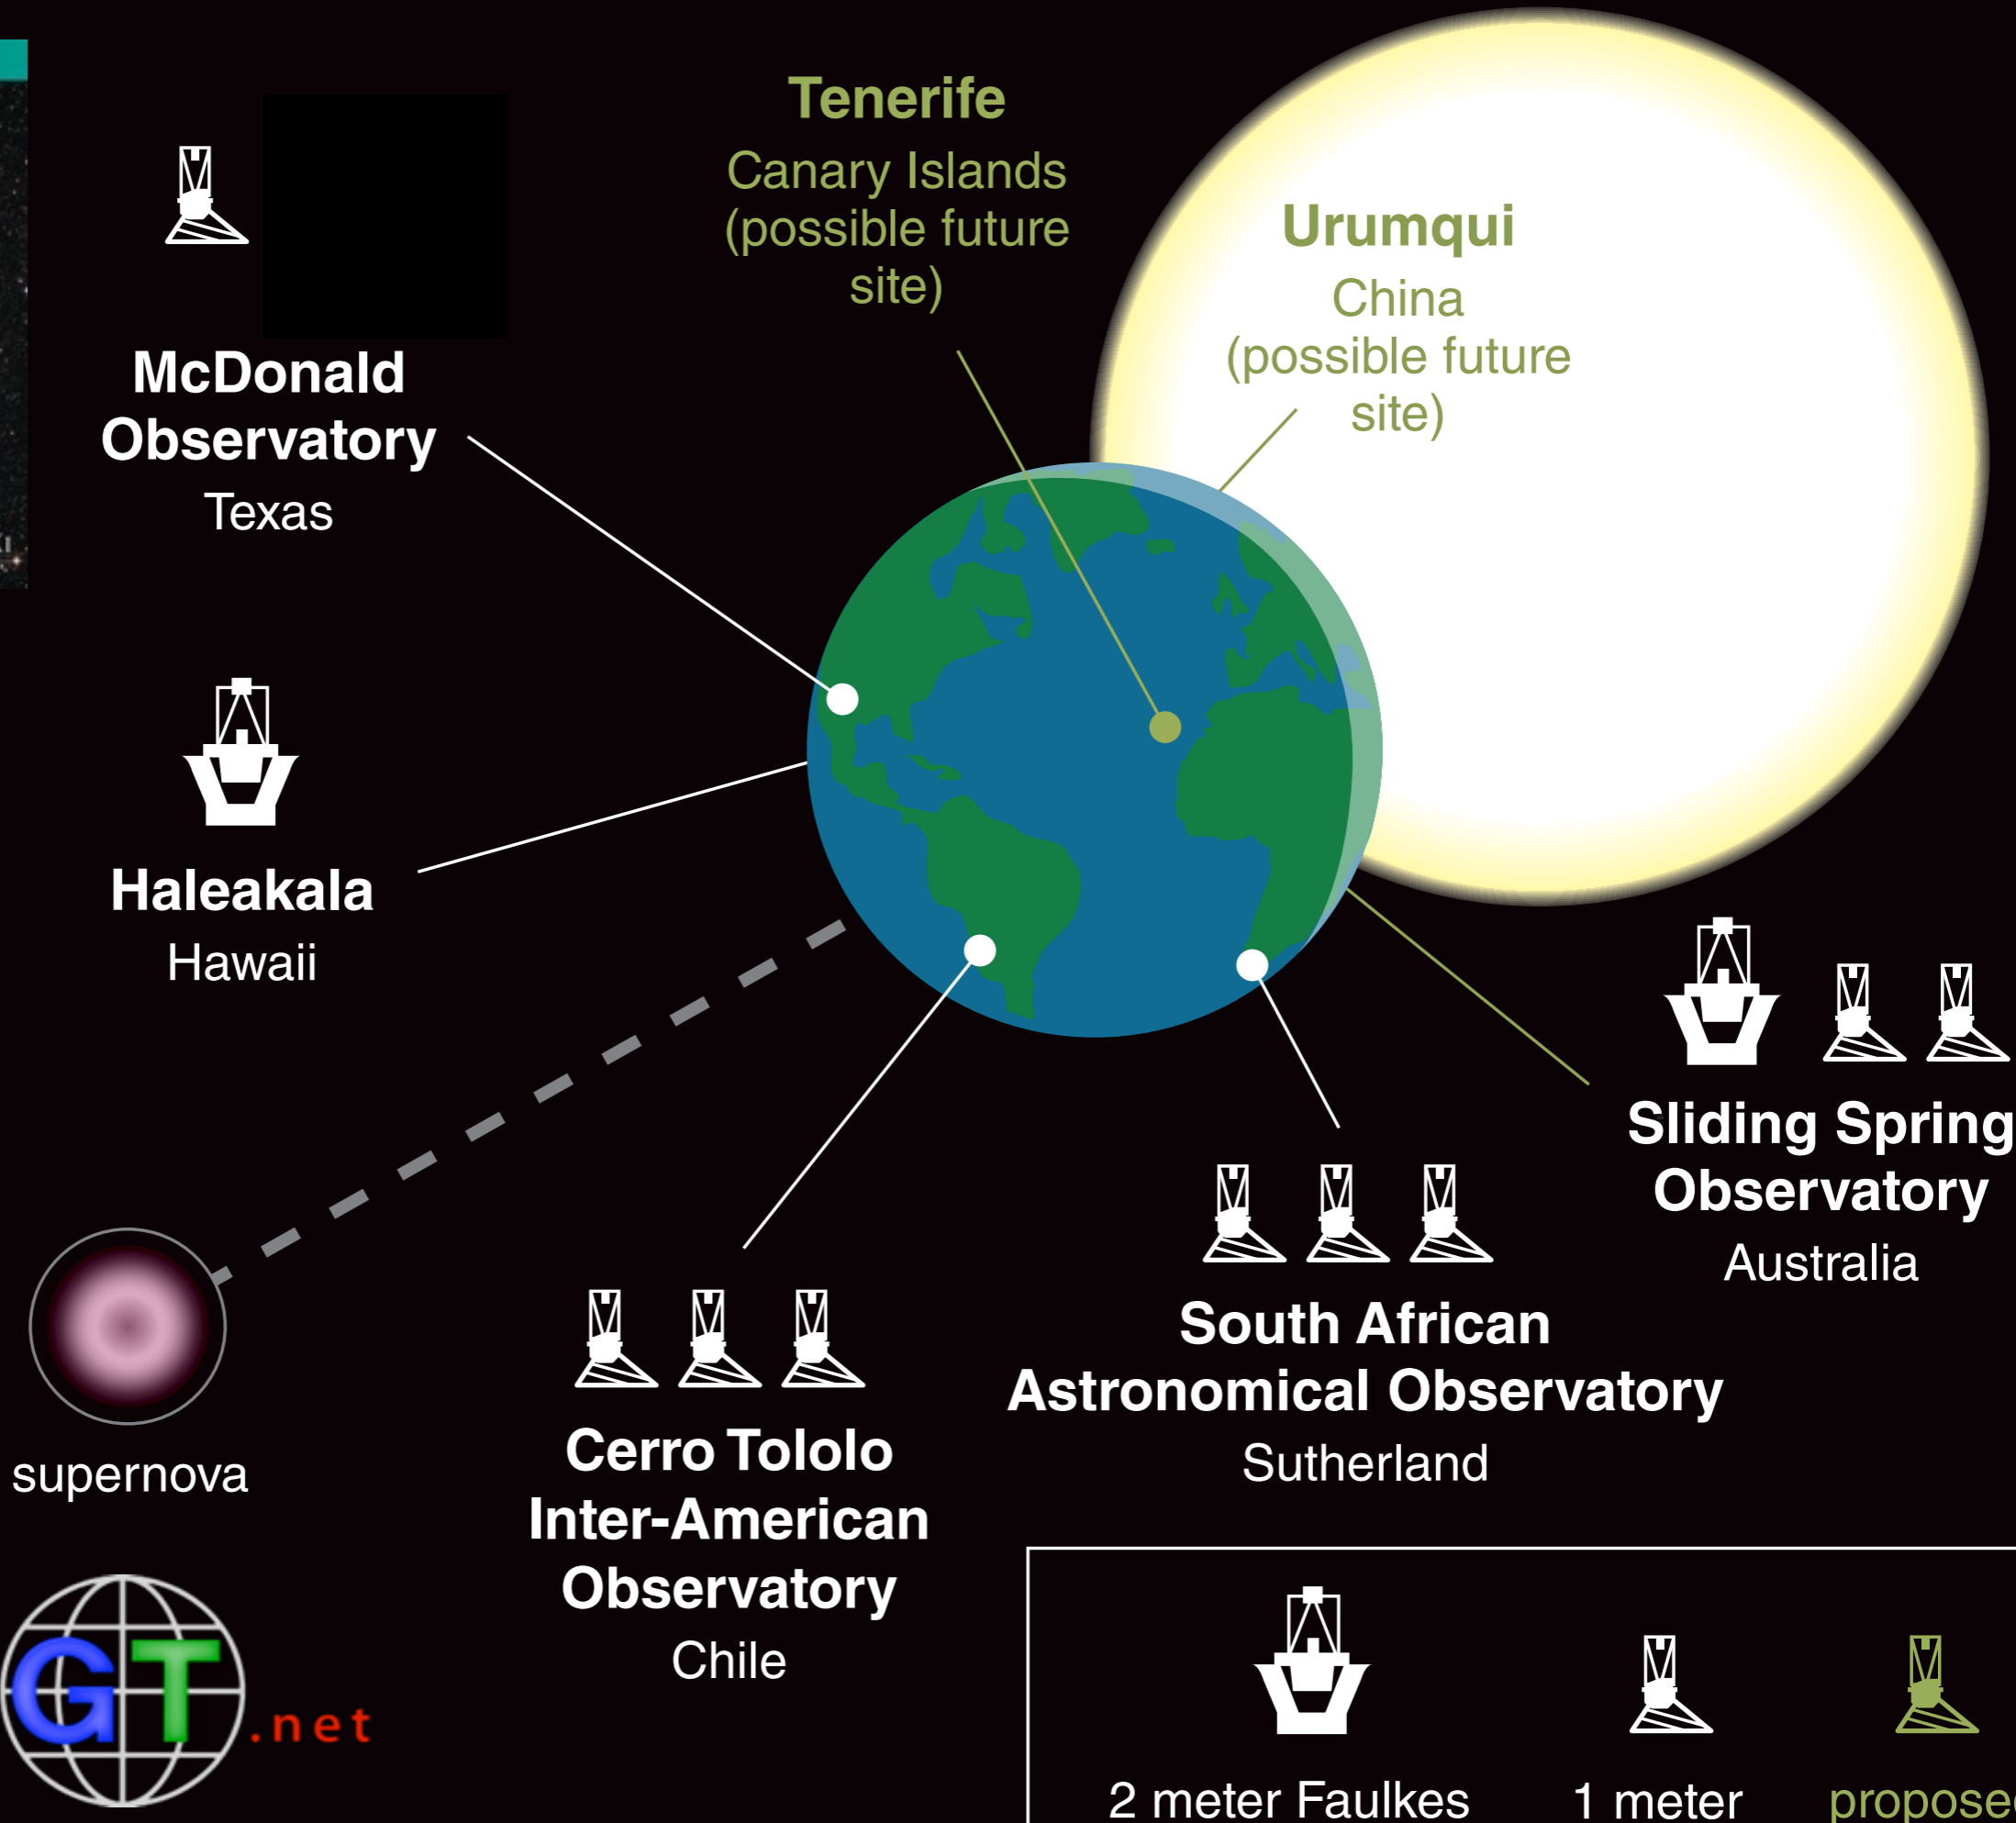 Tenerife
Canary Islands
(possible future
site)
Urumqui
China
(possible future
site)
McDonald
Observatory
Texas
Haleakala
Hawaii
Sliding Spring
Observatory
Australia
South African
Astronomical Observatory
Sutherland
supernova
Cerro Tololo
Inter-American
Observatory
Chile
GT.net
2 meter Faulkes
1 meter